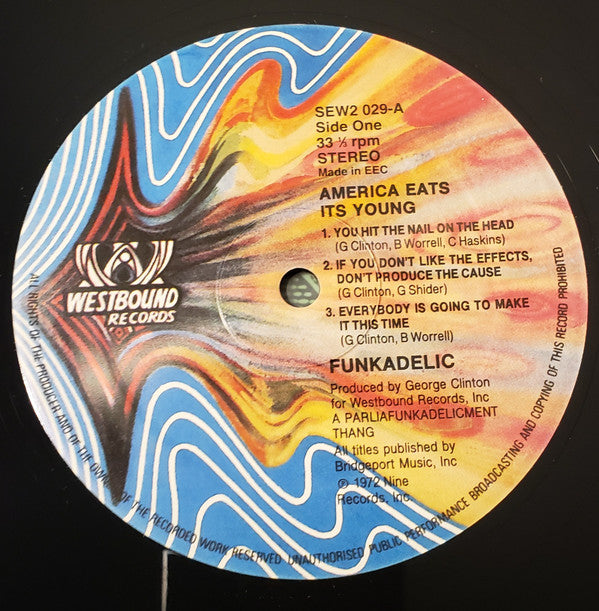 SEW2 029-A
Side One
33 ⅓ rpm
STEREO
Made in EEC
AMERICA EATS
ITS YOUNG
1. YOU HIT THE NAIL ON THE HEAD
(G Clinton, B Worrell, C Haskins)
2. IF YOU DON'T LIKE THE EFFECTS,
DON'T PRODUCE THE CAUSE
(G Clinton, G Shider)
3. EVERYBODY IS GOING TO MAKE
IT THIS TIME
(G Clinton, B Worrell)
FUNKADELIC
Produced by George Clinton
for Westbound Records, Inc
A PARLIAFUNKADELICMENT
THANG
All titles published by
Bridgeport Music, Inc
℗ 1972 Nine
Records, Inc.
WESTBOUND
RECORDS
ALL RIGHTS OF THE PRODUCER AND OF THE OWNER OF THE RECORDED WORK RESERVED UNAUTHORISED PUBLIC PERFORMANCE BROADCASTING AND COPYING OF THIS RECORD PROHIBITED